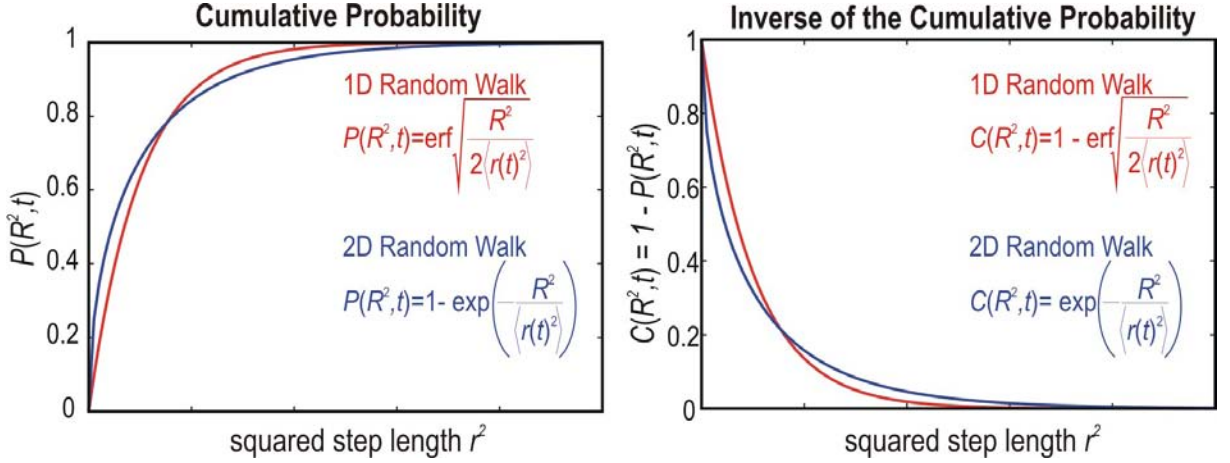 Cumulative Probability
1
0.8
0.6
0.4
0.2
0
P(R²,t)
1D Random Walk
P(R²,t)=erf√(R²/2⟨r(t)²⟩)
2D Random Walk
P(R²,t)=1- exp(-R²/⟨r(t)²⟩)
squared step length r²
Inverse of the Cumulative Probability
1
0.8
0.6
0.4
0.2
0
C(R²,t) = 1 - P(R²,t)
1D Random Walk
C(R²,t)=1 - erf√(R²/2⟨r(t)²⟩)
2D Random Walk
C(R²,t)= exp(-R²/⟨r(t)²⟩)
squared step length r²